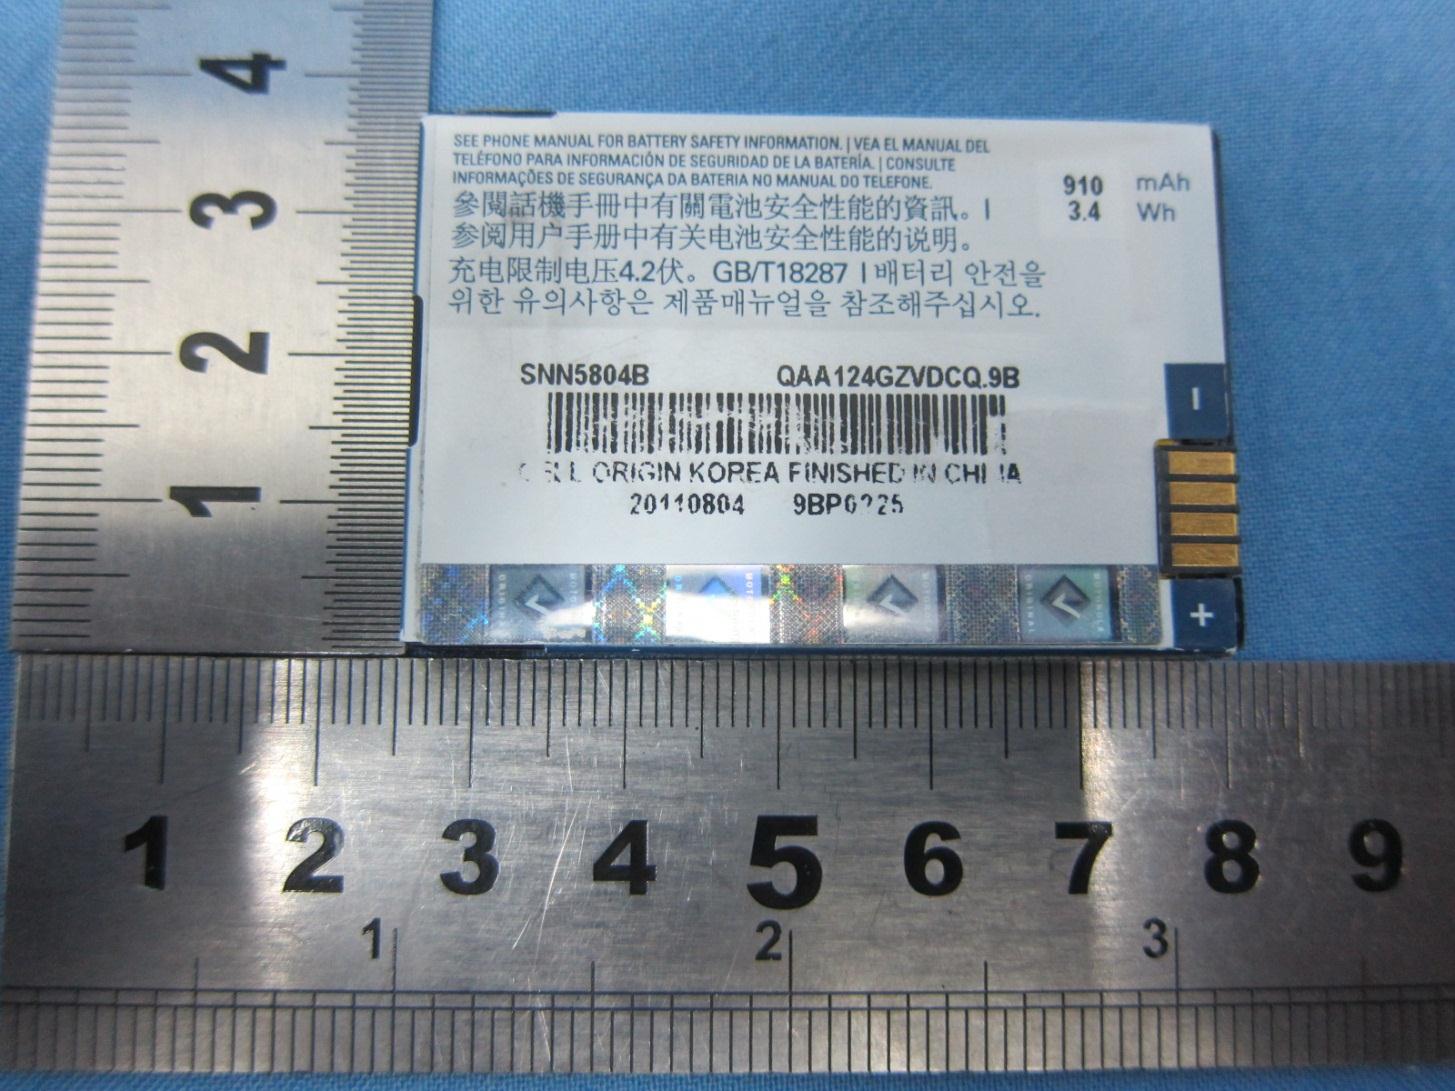 SEE PHONE MANUAL FOR BATTERY SAFETY INFORMATION. | VEA EL MANUAL DEL
TELÉFONO PARA INFORMACIÓN DE SEGURIDAD DE LA BATERÍA. | CONSULTE
INFORMAÇÕES DE SEGURANÇA DA BATERIA NO MANUAL DO TELEFONE.
參閱話機手冊中有關電池安全性能的資訊。|
参阅用户手册中有关电池安全性能的说明。
充电限制电压4.2伏。GB/T18287 | 배터리 안전을
위한 유의사항은 제품매뉴얼을 참조해주십시오.
910 mAh
3.4 Wh
SNN5804B QAA124GZVDCQ.9B
CELL ORIGIN KOREA FINISHED IN CHINA
20110804
-
+
4
3
2
1
1 2 3 4 5 6 7 8 9
1 2 3